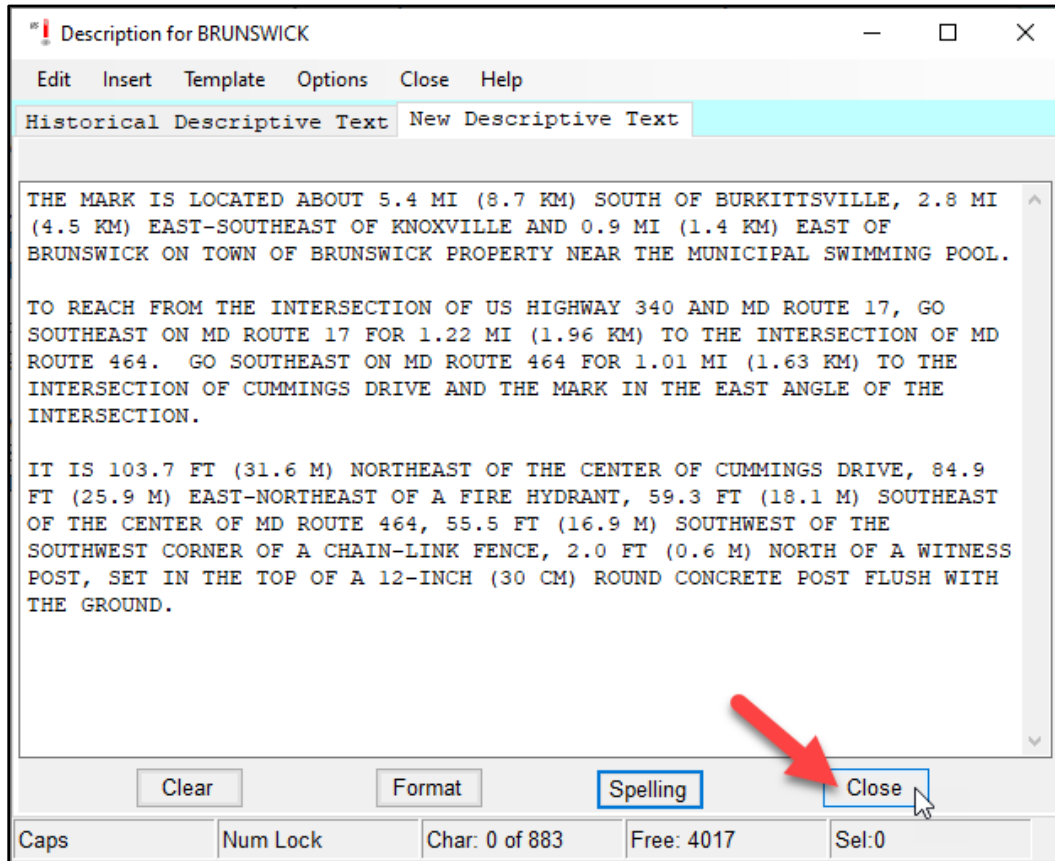 Description for BRUNSWICK
Edit Insert Template Options Close Help
Historical Descriptive Text New Descriptive Text
THE MARK IS LOCATED ABOUT 5.4 MI (8.7 KM) SOUTH OF BURKITTSVILLE, 2.8 MI
(4.5 KM) EAST-SOUTHEAST OF KNOXVILLE AND 0.9 MI (1.4 KM) EAST OF
BRUNSWICK ON TOWN OF BRUNSWICK PROPERTY NEAR THE MUNICIPAL SWIMMING POOL.
TO REACH FROM THE INTERSECTION OF US HIGHWAY 340 AND MD ROUTE 17, GO
SOUTHEAST ON MD ROUTE 17 FOR 1.22 MI (1.96 KM) TO THE INTERSECTION OF MD
ROUTE 464.  GO SOUTHEAST ON MD ROUTE 464 FOR 1.01 MI (1.63 KM) TO THE
INTERSECTION OF CUMMINGS DRIVE AND THE MARK IN THE EAST ANGLE OF THE
INTERSECTION.
IT IS 103.7 FT (31.6 M) NORTHEAST OF THE CENTER OF CUMMINGS DRIVE, 84.9
FT (25.9 M) EAST-NORTHEAST OF A FIRE HYDRANT, 59.3 FT (18.1 M) SOUTHEAST
OF THE CENTER OF MD ROUTE 464, 55.5 FT (16.9 M) SOUTHWEST OF THE
SOUTHWEST CORNER OF A CHAIN-LINK FENCE, 2.0 FT (0.6 M) NORTH OF A WITNESS
POST, SET IN THE TOP OF A 12-INCH (30 CM) ROUND CONCRETE POST FLUSH WITH
THE GROUND.
Clear Format Spelling Close
Caps Num Lock Char: 0 of 883 Free: 4017 Sel:0